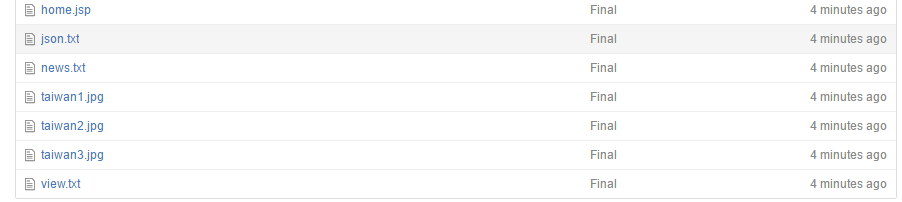 home.jsp Final 4 minutes ago
json.txt Final 4 minutes ago
news.txt Final 4 minutes ago
taiwan1.jpg Final 4 minutes ago
taiwan2.jpg Final 4 minutes ago
taiwan3.jpg Final 4 minutes ago
view.txt Final 4 minutes ago